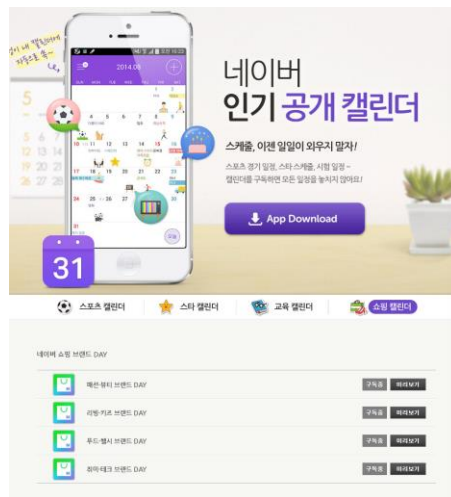 네이버
인기 공개 캘린더
스케줄, 이젠 일일이 외우지 말자!
스포츠 경기 일정, 스타 스케줄, 시험 일정 ~
캘린더를 구독하면 모든 일정을 놓치지 않아요!
App Download
31
스포츠 캘린더
스타 캘린더
교육 캘린더
쇼핑 캘린더
네이버 쇼핑 브랜드 DAY
패션·뷰티 브랜드 DAY
구독중 미리보기
리빙·키즈 브랜드 DAY
구독중 미리보기
푸드·헬시 브랜드 DAY
구독중 미리보기
취미·테크 브랜드 DAY
구독중 미리보기